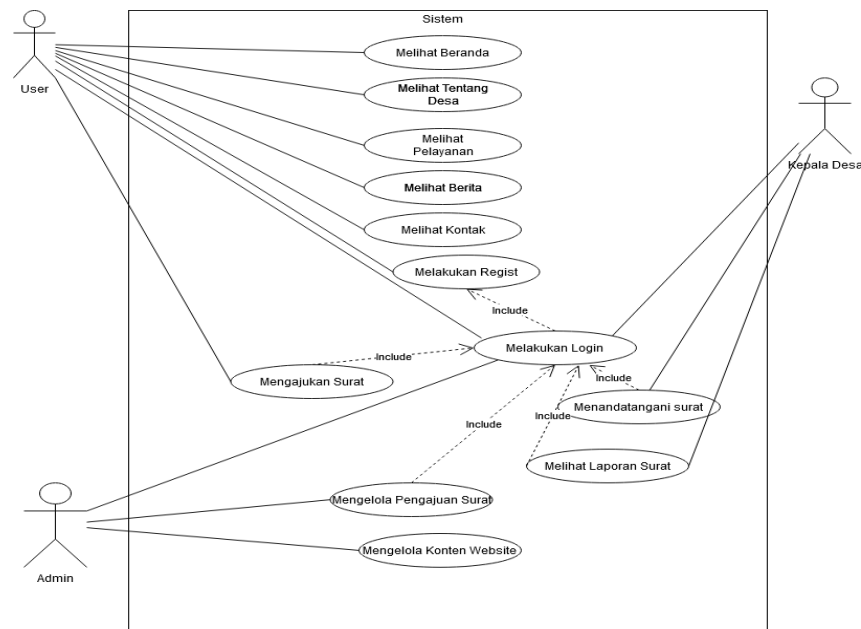 Sistem
User
Melihat Beranda
Melihat Tentang
Desa
Melihat
Pelayanan
Melihat Berita
Melihat Kontak
Melakukan Regist
Include
Melakukan Login
Include
Mengajukan Surat
Include
Menandatangani surat
Include
Include
Melihat Laporan Surat
Mengelola Pengajuan Surat
Mengelola Konten Website
Kepala Desa
Admin